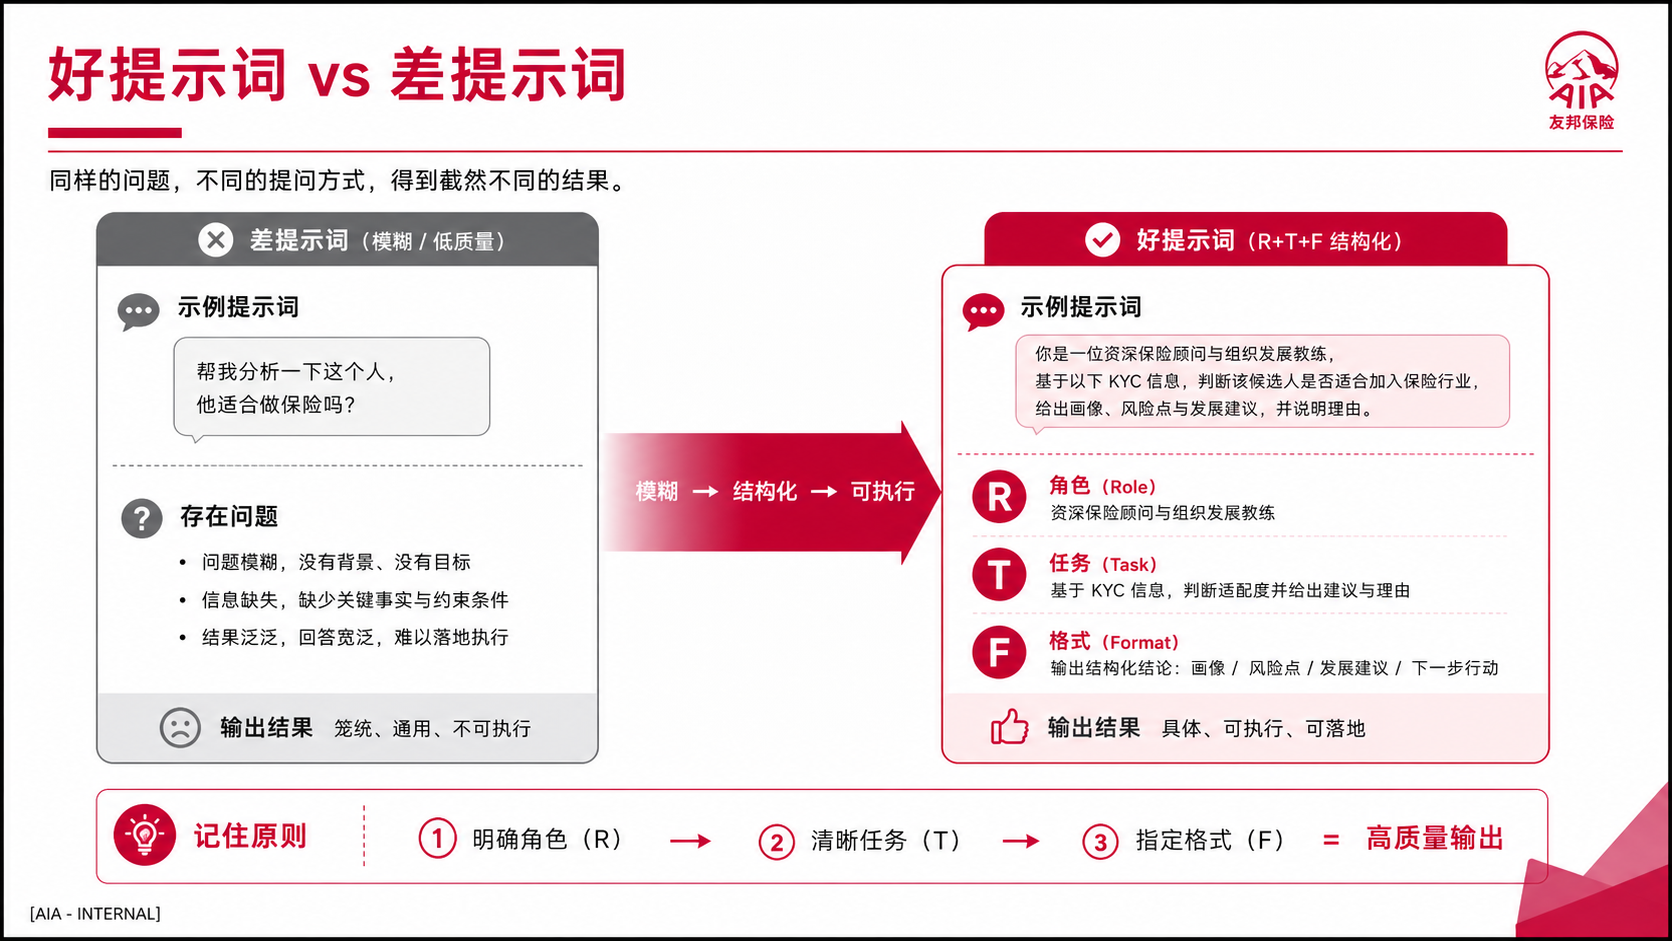 好提示词 vs 差提示词
AIA
友邦保险
同样的问题，不同的提问方式，得到截然不同的结果。
差提示词（模糊 / 低质量）
示例提示词
帮我分析一下这个人，
他适合做保险吗？
?
存在问题
• 问题模糊，没有背景、没有目标
• 信息缺失，缺少关键事实与约束条件
• 结果泛泛，回答宽泛，难以落地执行
输出结果 笼统、通用、不可执行
模糊 → 结构化 → 可执行
好提示词（R+T+F 结构化）
示例提示词
你是一位资深保险顾问与组织发展教练，
基于以下 KYC 信息，判断该候选人是否适合加入保险行业，
给出画像、风险点与发展建议，并说明理由。
R
角色（Role）
资深保险顾问与组织发展教练
T
任务（Task）
基于 KYC 信息，判断适配度并给出建议与理由
F
格式（Format）
输出结构化结论：画像 / 风险点 / 发展建议 / 下一步行动
输出结果 具体、可执行、可落地
记住原则
1 明确角色（R） → 2 清晰任务（T） → 3 指定格式（F） = 高质量输出
[AIA - INTERNAL]